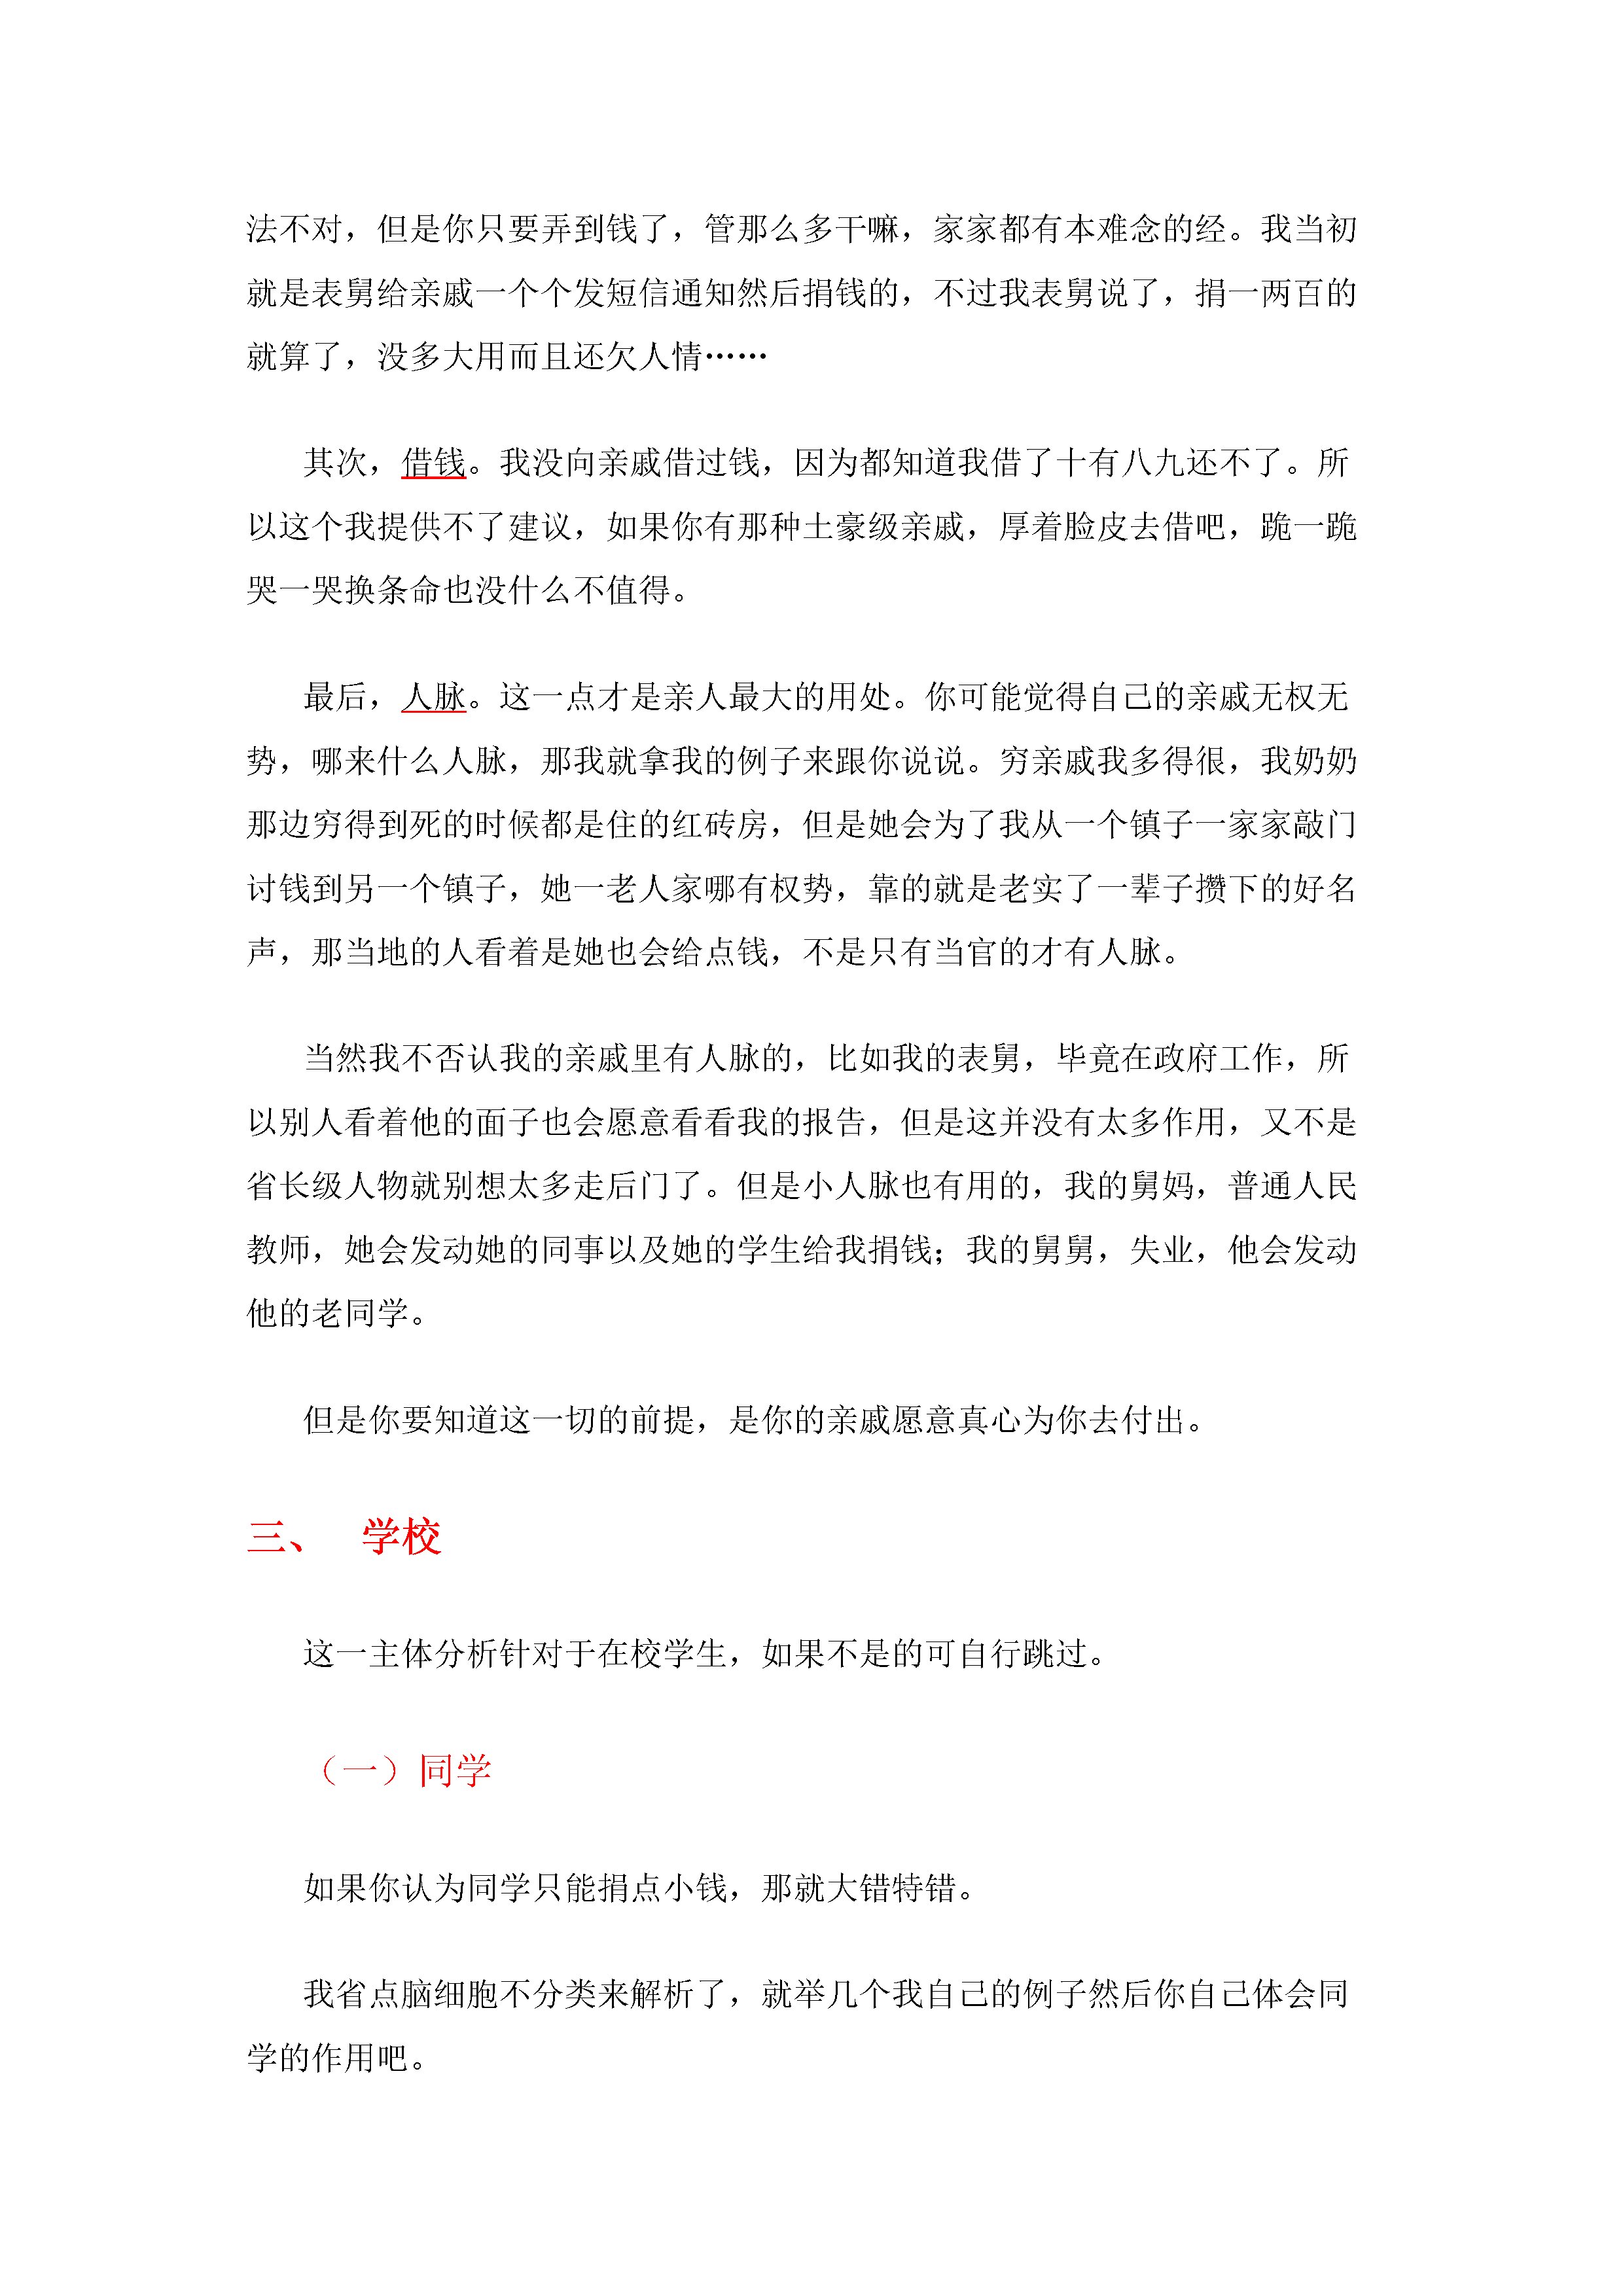 法不对，但是你只要弄到钱了，管那么多干嘛，家家都有本难念的经。我当初
就是表舅给亲戚一个个发短信通知然后捐钱的，不过我表舅说了，捐一两百的
就算了，没多大用而且还欠人情……
其次，借钱。我没向亲戚借过钱，因为都知道我借了十有八九还不了。所
以这个我提供不了建议，如果你有那种土豪级亲戚，厚着脸皮去借吧，跪一跪
哭一哭换条命也没什么不值得。
最后，人脉。这一点才是亲人最大的用处。你可能觉得自己的亲戚无权无
势，哪来什么人脉，那我就拿我的例子来跟你说说。穷亲戚我多得很，我奶奶
那边穷得到死的时候都是住的红砖房，但是她会为了我从一个镇子一家家敲门
讨钱到另一个镇子，她一老人家哪有权势，靠的就是老实了一辈子攒下的好名
声，那当地的人看着是她也会给点钱，不是只有当官的才有人脉。
当然我不否认我的亲戚里有人脉的，比如我的表舅，毕竟在政府工作，所
以别人看着他的面子也会愿意看看我的报告，但是这并没有太多作用，又不是
省长级人物就别想太多走后门了。但是小人脉也有用的，我的舅妈，普通人民
教师，她会发动她的同事以及她的学生给我捐钱；我的舅舅，失业，他会发动
他的老同学。
但是你要知道这一切的前提，是你的亲戚愿意真心为你去付出。
三、 学校
这一主体分析针对于在校学生，如果不是的可自行跳过。
（一）同学
如果你认为同学只能捐点小钱，那就大错特错。
我省点脑细胞不分类来解析了，就举几个我自己的例子然后你自己体会同
学的作用吧。